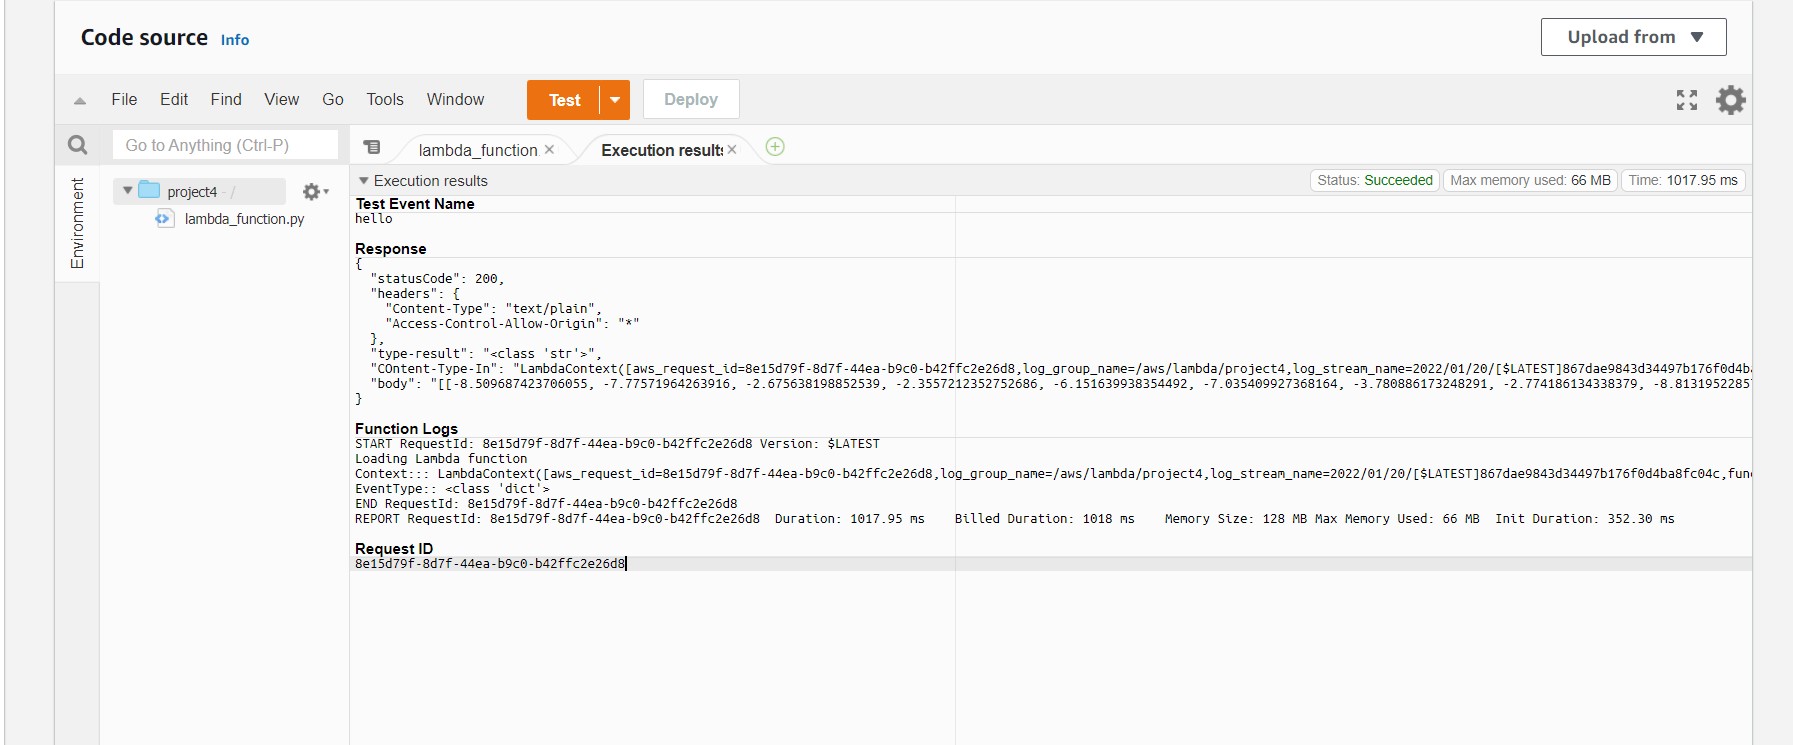 Code source Info
Upload from
File Edit Find View Go Tools Window Test Deploy
Go to Anything (Ctrl-P)
lambda_function. Execution results
Environment
project4 - /
lambda_function.py
Execution results Status: Succeeded Max memory used: 66 MB Time: 1017.95 ms
Test Event Name
hello
Response
{
"statusCode": 200,
"headers": {
"Content-Type": "text/plain",
"Access-Control-Allow-Origin": "*"
},
"type-result": "<class 'str'>",
"COntent-Type-In": "LambdaContext([aws_request_id=8e15d79f-8d7f-44ea-b9c0-b42ffc2e26d8,log_group_name=/aws/lambda/project4,log_stream_name=2022/01/20/[$LATEST]867dae9843d34497b176f0d4ba
"body": "[[-8.509687423706055, -7.77571964263916, -2.675638198852539, -2.3557212352752686, -6.151639938354492, -7.035409927368164, -3.780886173248291, -2.774186134338379, -8.813195228
}
Function Logs
START RequestId: 8e15d79f-8d7f-44ea-b9c0-b42ffc2e26d8 Version: $LATEST
Loading Lambda function
Context::: LambdaContext([aws_request_id=8e15d79f-8d7f-44ea-b9c0-b42ffc2e26d8,log_group_name=/aws/lambda/project4,log_stream_name=2022/01/20/[$LATEST]867dae9843d34497b176f0d4ba8fc04c,fun
EventType:: <class 'dict'>
END RequestId: 8e15d79f-8d7f-44ea-b9c0-b42ffc2e26d8
REPORT RequestId: 8e15d79f-8d7f-44ea-b9c0-b42ffc2e26d8 Duration: 1017.95 ms Billed Duration: 1018 ms Memory Size: 128 MB Max Memory Used: 66 MB Init Duration: 352.30 ms
Request ID
8e15d79f-8d7f-44ea-b9c0-b42ffc2e26d8